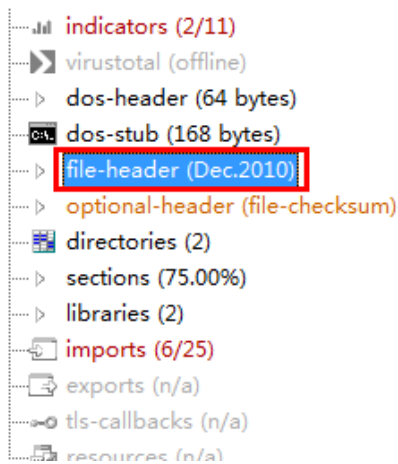 indicators (2/11)
virustotal (offline)
dos-header (64 bytes)
dos-stub (168 bytes)
file-header (Dec.2010)
optional-header (file-checksum)
directories (2)
sections (75.00%)
libraries (2)
imports (6/25)
exports (n/a)
tls-callbacks (n/a)
resources (n/a)